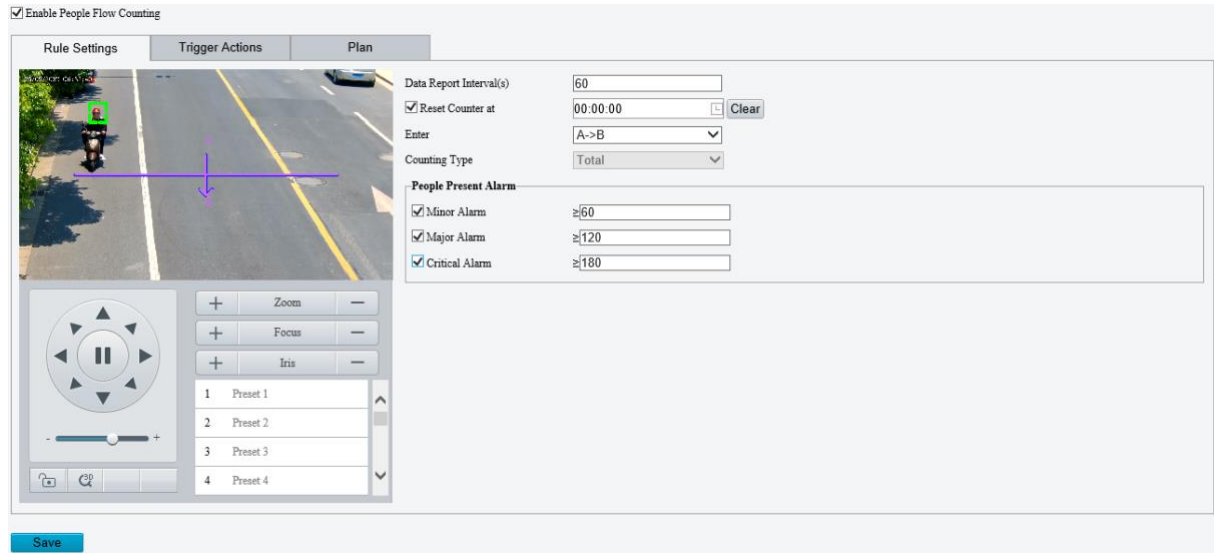 Enable People Flow Counting
Rule Settings
Trigger Actions
Plan
Data Report Interval(s) 60
Reset Counter at 00:00:00 Clear
Enter A->B
Counting Type Total
People Present Alarm
Minor Alarm ≥60
Major Alarm ≥120
Critical Alarm ≥180
+ Zoom —
+ Focus —
+ Iris —
1 Preset 1
2 Preset 2
3 Preset 3
4 Preset 4
- +
3D
Save